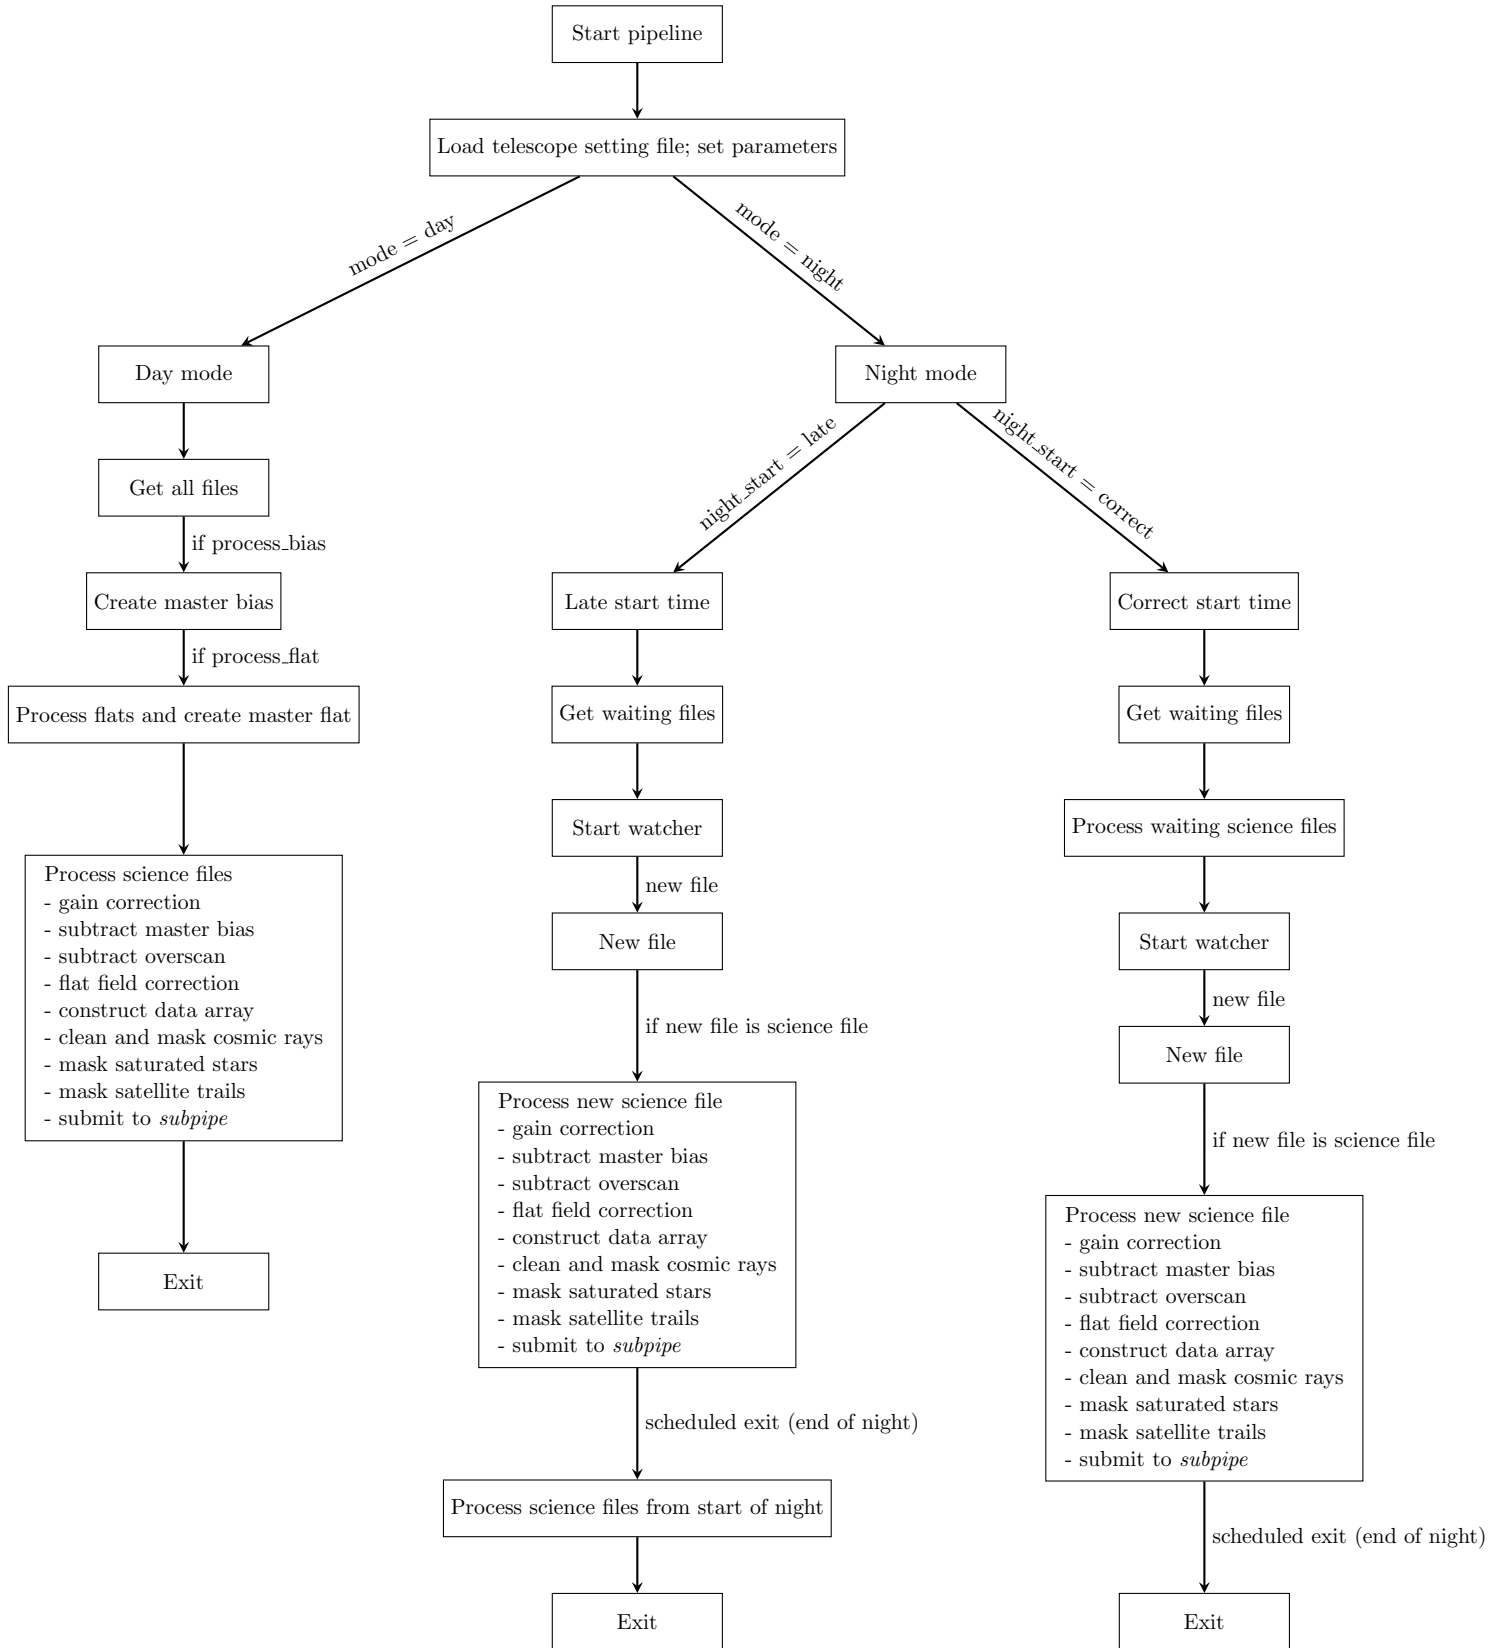 Start pipeline
Load telescope setting file; set parameters
mode = day
mode = night
Day mode
Get all files
if process_bias
Create master bias
if process_flat
Process flats and create master flat
Process science files
- gain correction
- subtract master bias
- subtract overscan
- flat field correction
- construct data array
- clean and mask cosmic rays
- mask saturated stars
- mask satellite trails
- submit to subpipe
Exit
Night mode
night_start = late
night_start = correct
Late start time
Get waiting files
Start watcher
new file
New file
if new file is science file
Process new science file
- gain correction
- subtract master bias
- subtract overscan
- flat field correction
- construct data array
- clean and mask cosmic rays
- mask saturated stars
- mask satellite trails
- submit to subpipe
scheduled exit (end of night)
Process science files from start of night
Exit
Correct start time
Get waiting files
Process waiting science files
Start watcher
new file
New file
if new file is science file
Process new science file
- gain correction
- subtract master bias
- subtract overscan
- flat field correction
- construct data array
- clean and mask cosmic rays
- mask saturated stars
- mask satellite trails
- submit to subpipe
scheduled exit (end of night)
Exit